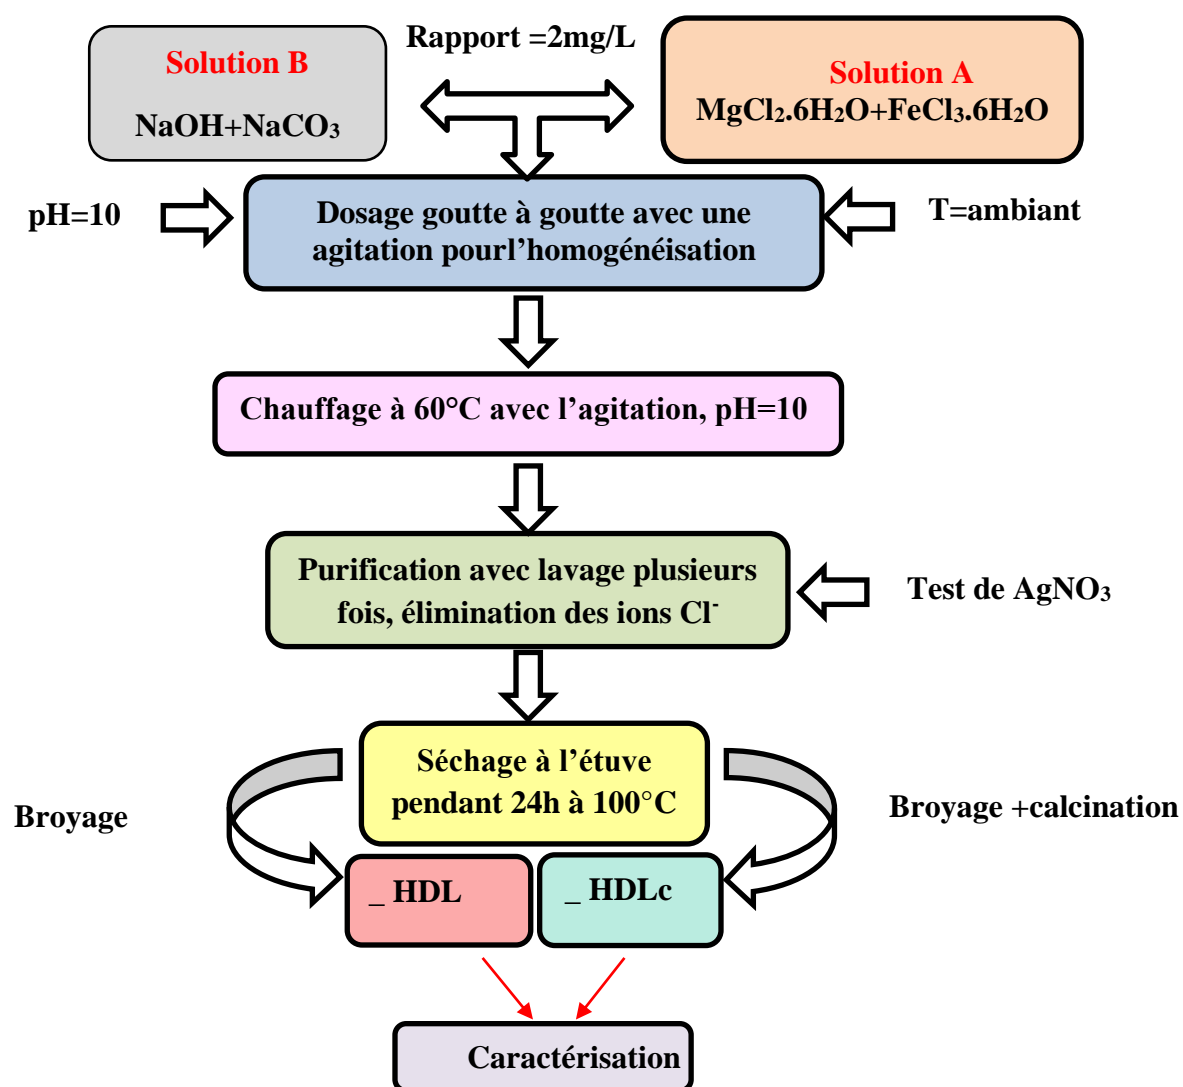 Rapport =2mg/L
Solution B
NaOH+NaCO₃
Solution A
MgCl₂.6H₂O+FeCl₃.6H₂O
pH=10
Dosage goutte à goutte avec une
agitation pourl’homogénéisation
T=ambiant
Chauffage à 60°C avec l’agitation, pH=10
Purification avec lavage plusieurs
fois, élimination des ions Cl⁻
Test de AgNO₃
Séchage à l’étuve
pendant 24h à 100°C
Broyage
Broyage +calcination
_ HDL
_ HDLc
Caractérisation